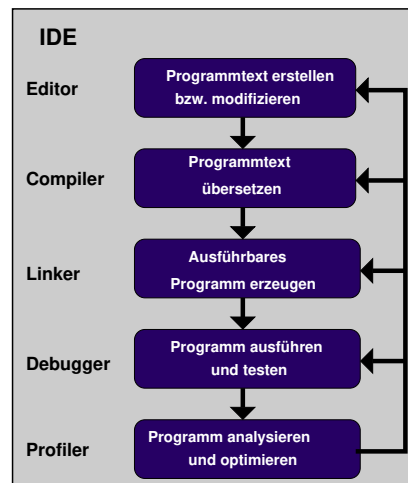 IDE
Editor
Programmtext erstellen
bzw. modifizieren
Compiler
Programmtext
übersetzen
Linker
Ausführbares
Programm erzeugen
Debugger
Programm ausführen
und testen
Profiler
Programm analysieren
und optimieren